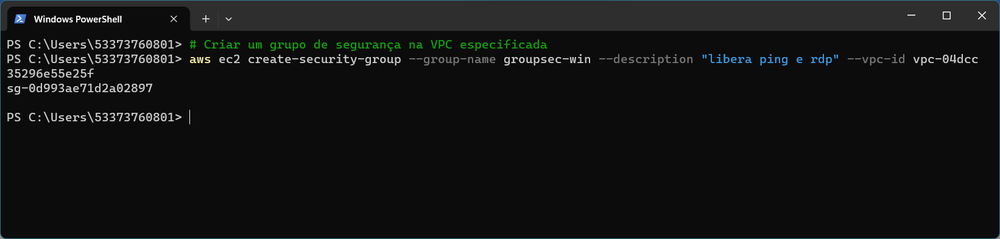 Windows PowerShell
PS C:\Users\53373760801> # Criar um grupo de segurança na VPC especificada
PS C:\Users\53373760801> aws ec2 create-security-group --group-name groupsec-win --description "libera ping e rdp" --vpc-id vpc-04dcc
35296e55e25f
sg-0d993ae71d2a02897
PS C:\Users\53373760801>